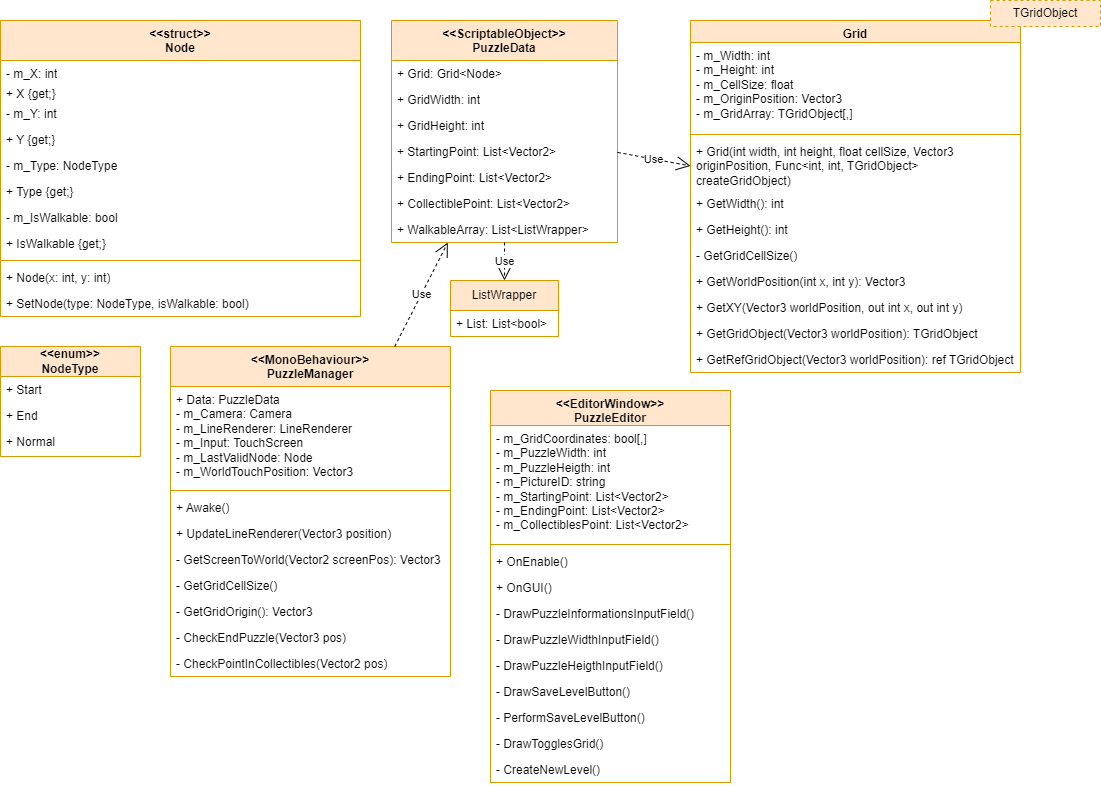 <<struct>>
Node
- m_X: int
+ X {get;}
- m_Y: int
+ Y {get;}
- m_Type: NodeType
+ Type {get;}
- m_IsWalkable: bool
+ IsWalkable {get;}
+ Node(x: int, y: int)
+ SetNode(type: NodeType, isWalkable: bool)
<<ScriptableObject>>
PuzzleData
+ Grid: Grid<Node>
+ GridWidth: int
+ GridHeight: int
+ StartingPoint: List<Vector2>
+ EndingPoint: List<Vector2>
+ CollectiblePoint: List<Vector2>
+ WalkableArray: List<ListWrapper>
TGridObject
Grid
- m_Width: int
- m_Height: int
- m_CellSize: float
- m_OriginPosition: Vector3
- m_GridArray: TGridObject[,]
+ Grid(int width, int height, float cellSize, Vector3
originPosition, Func<int, int, TGridObject>
createGridObject)
+ GetWidth(): int
+ GetHeight(): int
- GetGridCellSize()
+ GetWorldPosition(int x, int y): Vector3
+ GetXY(Vector3 worldPosition, out int x, out int y)
+ GetGridObject(Vector3 worldPosition): TGridObject
+ GetRefGridObject(Vector3 worldPosition): ref TGridObject
Use
Use
Use
ListWrapper
+ List: List<bool>
<<enum>>
NodeType
+ Start
+ End
+ Normal
<<MonoBehaviour>>
PuzzleManager
+ Data: PuzzleData
- m_Camera: Camera
- m_LineRenderer: LineRenderer
- m_Input: TouchScreen
- m_LastValidNode: Node
- m_WorldTouchPosition: Vector3
+ Awake()
+ UpdateLineRenderer(Vector3 position)
- GetScreenToWorld(Vector2 screenPos): Vector3
- GetGridCellSize()
- GetGridOrigin(): Vector3
- CheckEndPuzzle(Vector3 pos)
- CheckPointInCollectibles(Vector2 pos)
<<EditorWindow>>
PuzzleEditor
- m_GridCoordinates: bool[,]
- m_PuzzleWidth: int
- m_PuzzleHeigth: int
- m_PictureID: string
- m_StartingPoint: List<Vector2>
- m_EndingPoint: List<Vector2>
- m_CollectiblesPoint: List<Vector2>
+ OnEnable()
+ OnGUI()
- DrawPuzzleInformationsInputField()
- DrawPuzzleWidthInputField()
- DrawPuzzleHeigthInputField()
- DrawSaveLevelButton()
- PerformSaveLevelButton()
- DrawTogglesGrid()
- CreateNewLevel()